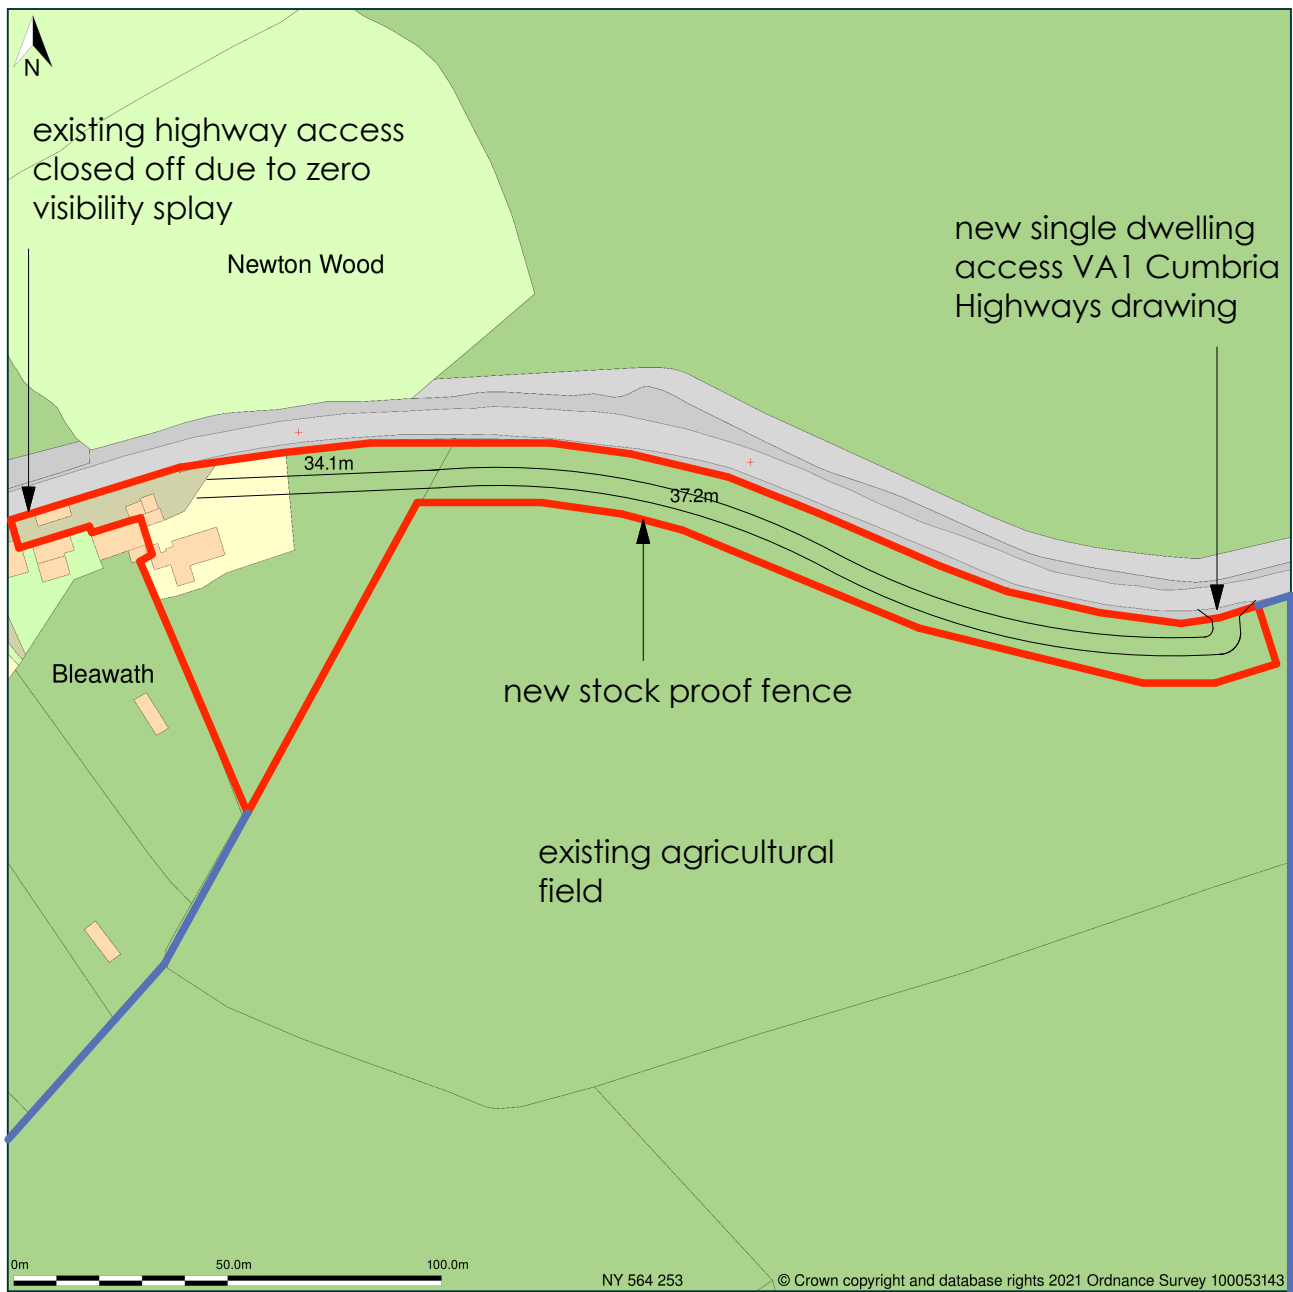 N
existing highway access
closed off due to zero
visibility splay
Newton Wood
new single dwelling
access VA1 Cumbria
Highways drawing
34.1m
37.2m
Bleawath
new stock proof fence
existing agricultural
field
0m 50.0m 100.0m
NY 564 253
© Crown copyright and database rights 2021 Ordnance Survey 100053143